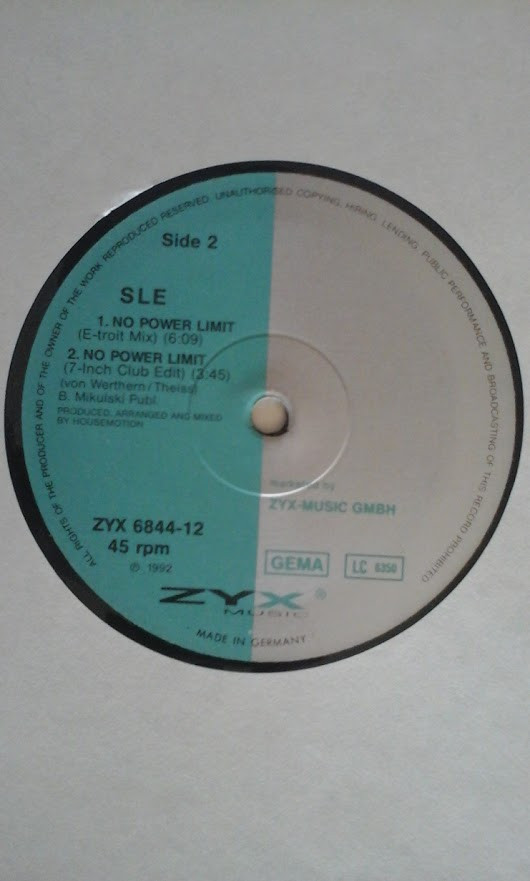 ALL RIGHTS OF THE PRODUCER AND OF THE OWNER OF THE WORK REPRODUCED RESERVED. UNAUTHORISED COPYING, HIRING, LENDING, PUBLIC PERFORMANCE AND BROADCASTING OF THIS RECORD PROHIBITED
Side 2
SLE
1. NO POWER LIMIT
(E-troit Mix) (6:09)
2. NO POWER LIMIT
(7-Inch Club Edit) (3:45)
(von Werthern/Theiss)
B. Mikulski Publ.
PRODUCED, ARRANGED AND MIXED
BY HOUSEMOTION
marketed by
ZYX-MUSIC GMBH
ZYX 6844-12
45 rpm
℗ 1992
GEMA
LC 6350
ZYX ®
MUSIC
MADE IN GERMANY